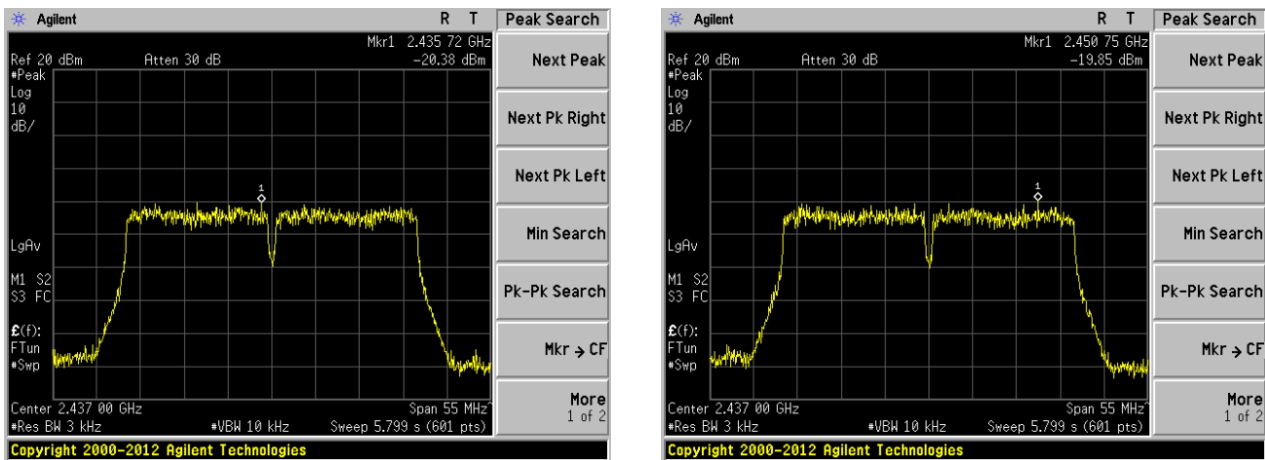 Agilent R T
Peak Search
Mkr1 2.435 72 GHz
Ref 20 dBm Atten 30 dB -20.38 dBm
#Peak
Log
10
dB/
1
LgAv
M1 S2
S3 FC
£(f):
FTun
#Swp
Center 2.437 00 GHz Span 55 MHz^
#Res BW 3 kHz #VBW 10 kHz Sweep 5.799 s (601 pts)
Copyright 2000-2012 Agilent Technologies
Next Peak
Next Pk Right
Next Pk Left
Min Search
Pk-Pk Search
Mkr → CF
More
1 of 2
Agilent R T
Peak Search
Mkr1 2.450 75 GHz
Ref 20 dBm Atten 30 dB -19.85 dBm
#Peak
Log
10
dB/
1
LgAv
M1 S2
S3 FC
£(f):
FTun
#Swp
Center 2.437 00 GHz Span 55 MHz^
#Res BW 3 kHz #VBW 10 kHz Sweep 5.799 s (601 pts)
Copyright 2000-2012 Agilent Technologies
Next Peak
Next Pk Right
Next Pk Left
Min Search
Pk-Pk Search
Mkr → CF
More
1 of 2